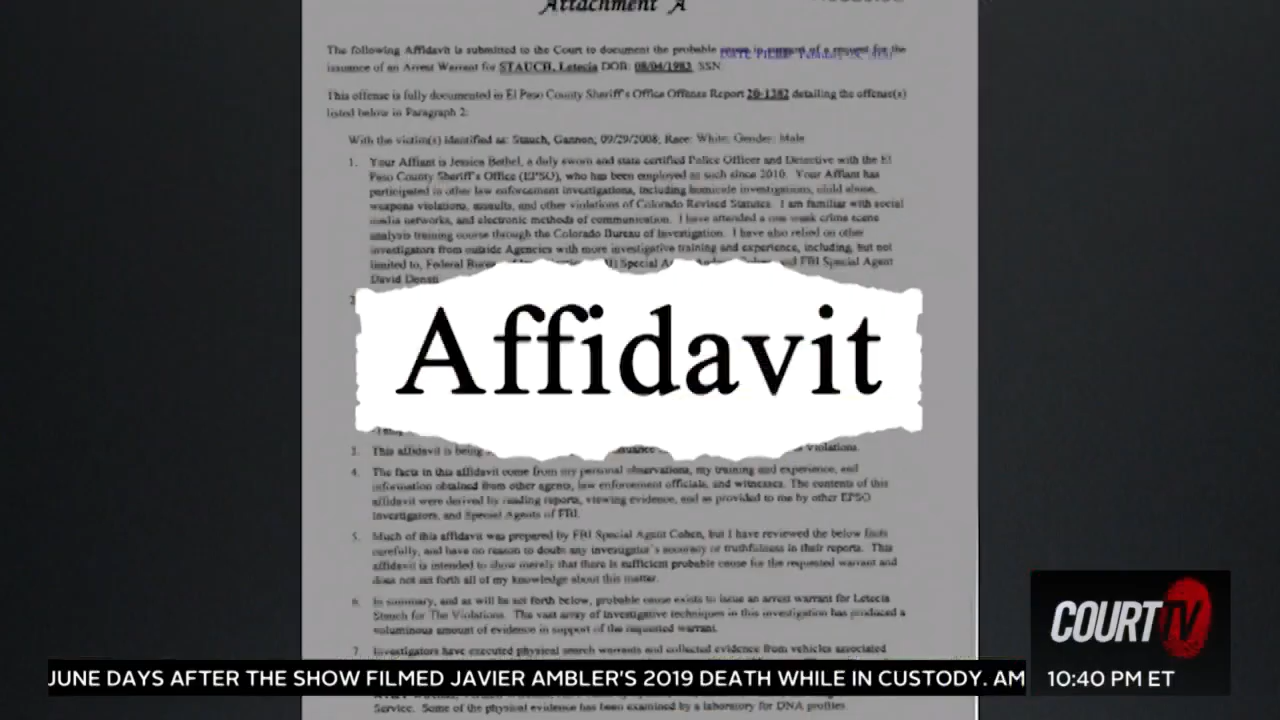 Attachment A
The following Affidavit is submitted to the Court to document the probable cause in support of a request for the
issuance of an Arrest Warrant for STAUCH, Letecia DOB: 08/04/1983, SSN:
This offense is fully documented in El Paso County Sheriff's Office Offense Report 20-1382 detailing the offense(s)
listed below in Paragraph 2:
With the victim(s) identified as: Stauch, Gannon; 09/29/2008; Race: White; Gender: Male
1. Your Affiant is Jessica Bethel, a duly sworn and state certified Police Officer and Detective with the El
Paso County Sheriff's Office (EPSO), who has been employed as such since 2010. Your Affiant has
participated in other law enforcement investigations, including homicide investigations, child abuse,
weapons violations, assaults, and other violations of Colorado Revised Statutes. I am familiar with social
media networks, and electronic methods of communication. I have attended a one week crime scene
analysis training course through the Colorado Bureau of Investigation. I have also relied on other
investigators from outside Agencies with more investigative training and experience, including, but not
limited to, Federal Bureau of Special and FBI Special Agent
David Donati
Affidavit
3. This affidavit is being issuance Violations.
4. The facts in this affidavit come from my personal observations, my training and experience, and
information obtained from other agents, law enforcement officials, and witnesses. The contents of this
affidavit were derived by reading reports, viewing evidence, and as provided to me by other EPSO
Investigators, and Special Agents of FBI.
5. Much of this affidavit was prepared by FBI Special Agent Cohen, but I have reviewed the below facts
carefully, and have no reason to doubt any investigator's accuracy or truthfulness in their reports. This
affidavit is intended to show merely that there is sufficient probable cause for the requested warrant and
does not set forth all of my knowledge about this matter.
6. In summary, and as will be set forth below, probable cause exists to issue an arrest warrant for Letecia
Stauch for The Violations. The vast array of investigative techniques in this investigation has produced a
voluminous amount of evidence in support of the requested warrant.
7. Investigators have executed physical search warrants and collected evidence from vehicles associated
Service. Some of the physical evidence has been examined by a laboratory for DNA profiles.
COURT TV
JUNE DAYS AFTER THE SHOW FILMED JAVIER AMBLER'S 2019 DEATH WHILE IN CUSTODY. AM
10:40 PM ET